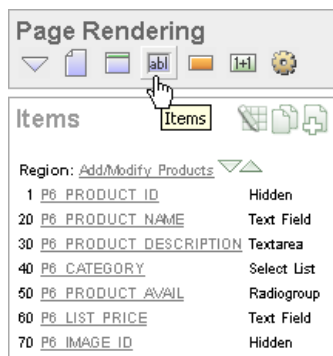 Page Rendering
abl 1+1
Items
Items
Region: Add/Modify Products
1 P6_PRODUCT_ID Hidden
20 P6_PRODUCT_NAME Text Field
30 P6_PRODUCT_DESCRIPTION Textarea
40 P6_CATEGORY Select List
50 P6_PRODUCT_AVAIL Radiogroup
60 P6_LIST_PRICE Text Field
70 P6_IMAGE_ID Hidden